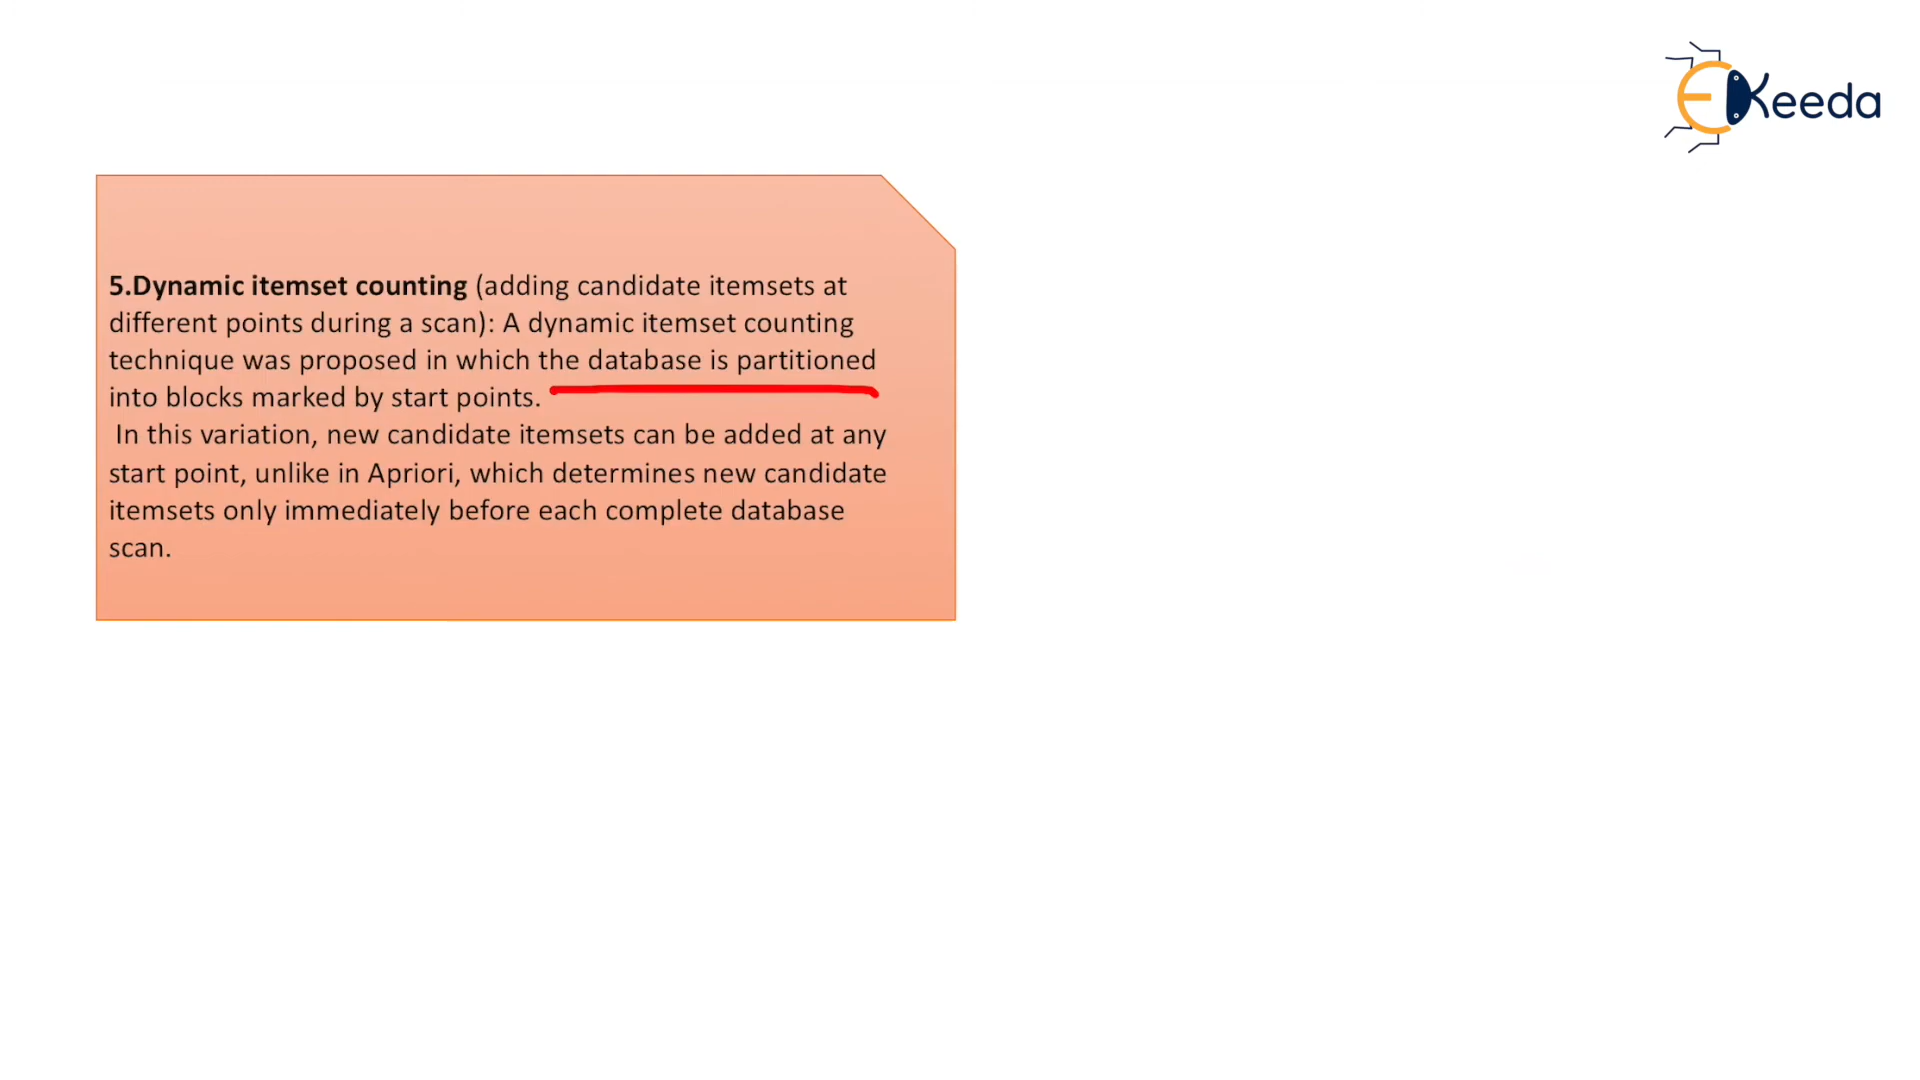 EKeeda
5.Dynamic itemset counting (adding candidate itemsets at
different points during a scan): A dynamic itemset counting
technique was proposed in which the database is partitioned
into blocks marked by start points.
In this variation, new candidate itemsets can be added at any
start point, unlike in Apriori, which determines new candidate
itemsets only immediately before each complete database
scan.